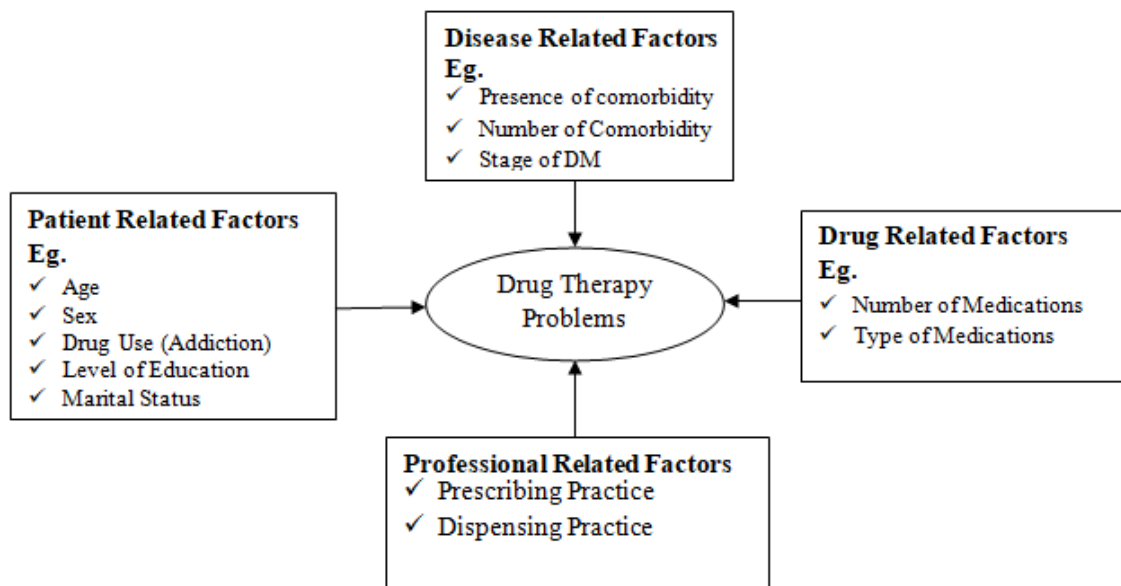 Disease Related Factors
Eg.
✓ Presence of comorbidity
✓ Number of Comorbidity
✓ Stage of DM
Patient Related Factors
Eg.
✓ Age
✓ Sex
✓ Drug Use (Addiction)
✓ Level of Education
✓ Marital Status
Drug Therapy
Problems
Drug Related Factors
Eg.
✓ Number of Medications
✓ Type of Medications
Professional Related Factors
✓ Prescribing Practice
✓ Dispensing Practice